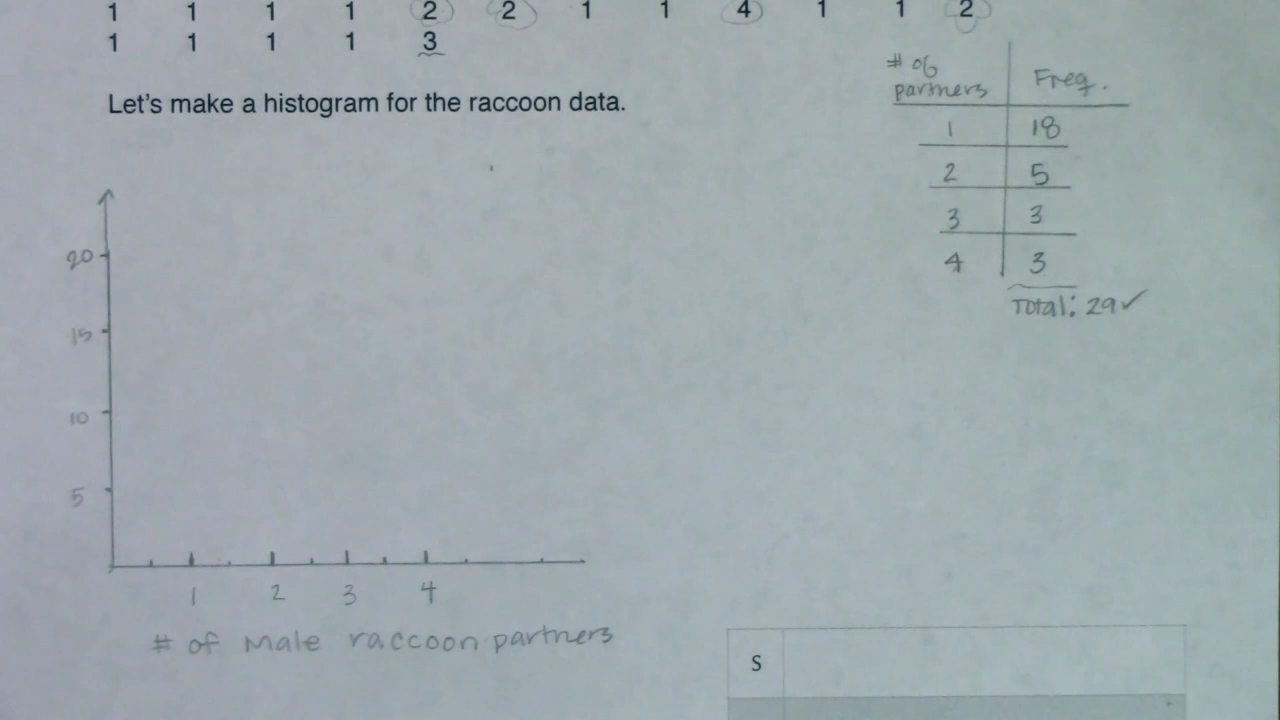 1 1 1 1 2 2 1 1 4 1 1 2
1 1 1 1 3
Let's make a histogram for the raccoon data.
# of partners Freq.
1 18
2 5
3 3
4 3
Total: 29✓
20
15
10
5
1 2 3 4
# of male raccoon partners
S